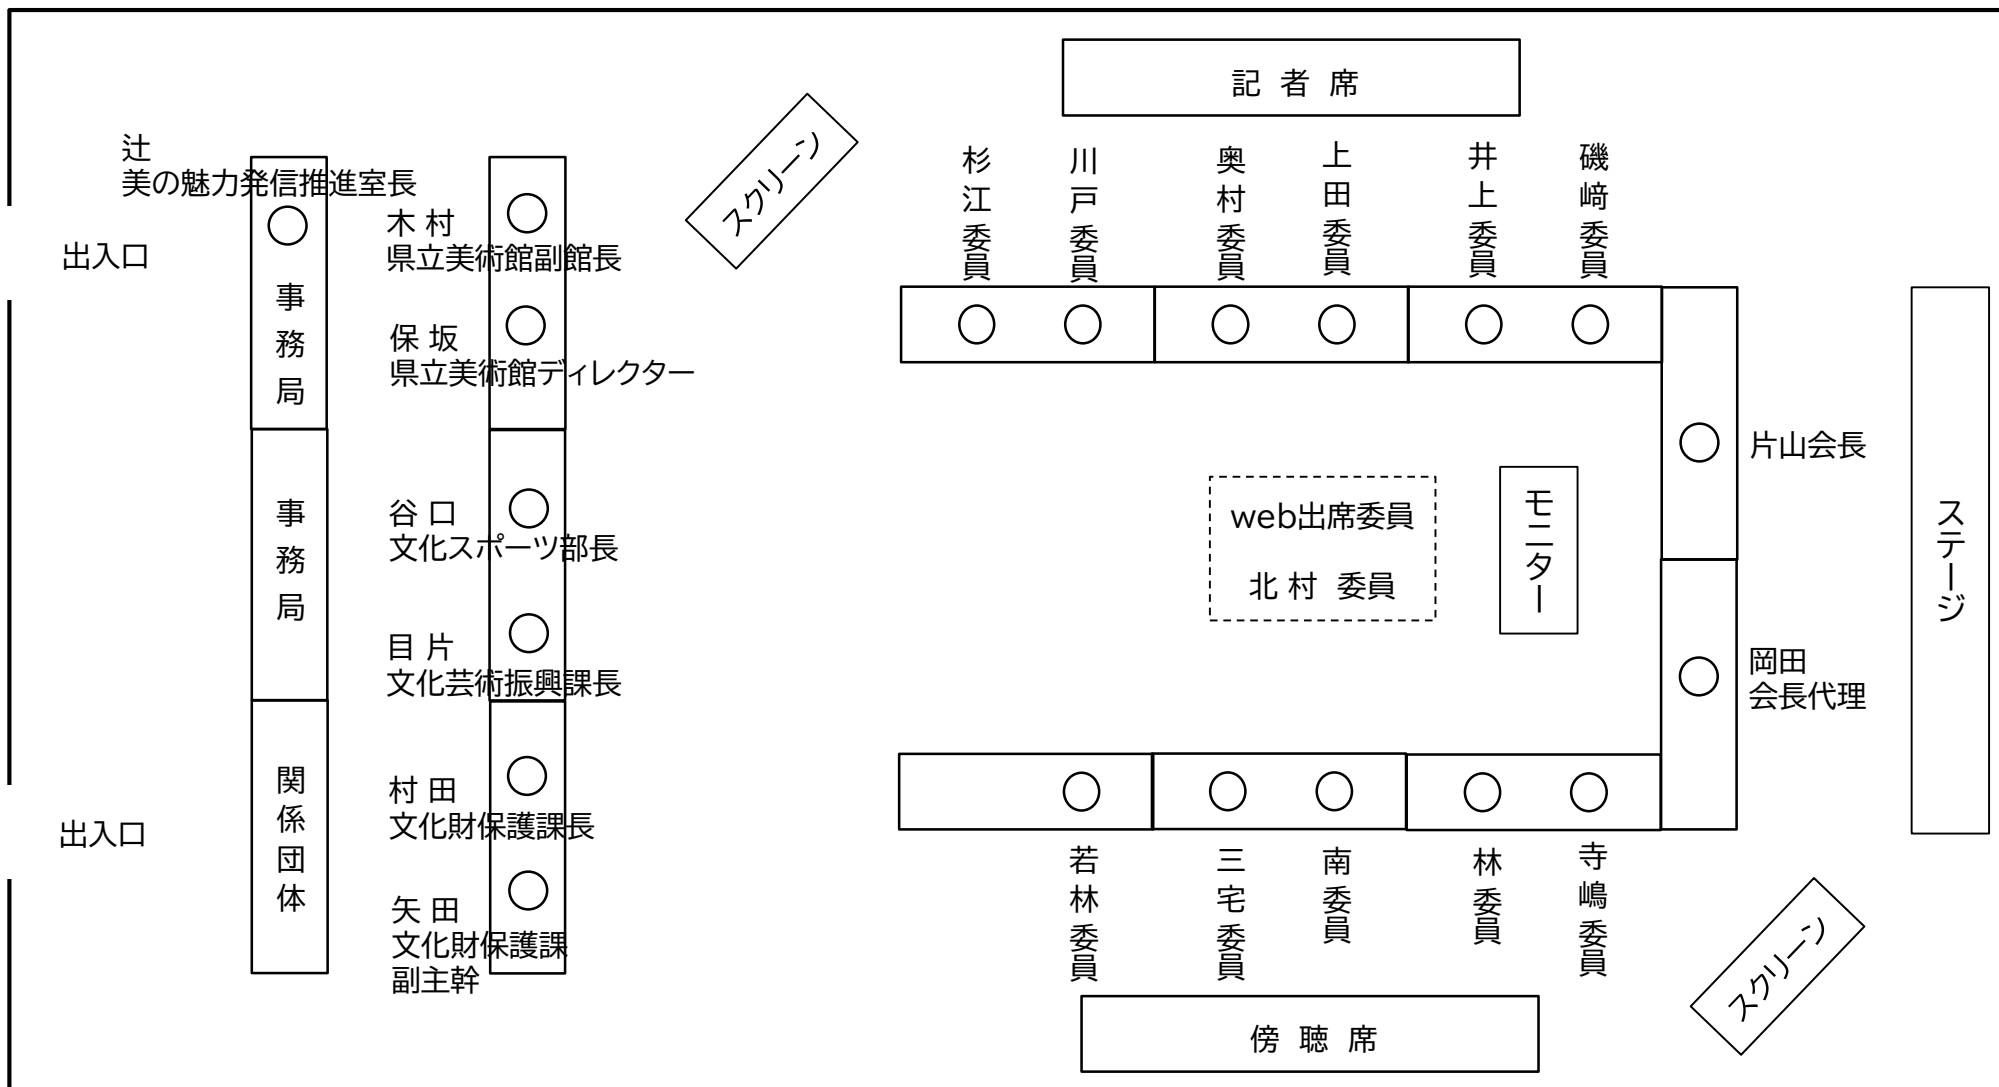 記者席
スクリーン
杉江委員
川戸委員
奥村委員
上田委員
井上委員
磯﨑委員
辻
美の魅力発信推進室長
出入口
事務局
木村
県立美術館副館長
保坂
県立美術館ディレクター
事務局
谷口
文化スポーツ部長
目片
文化芸術振興課長
web出席委員
北村 委員
モニター
片山会長
岡田
会長代理
ステージ
出入口
関係団体
村田
文化財保護課長
矢田
文化財保護課
副主幹
若林委員
三宅委員
南委員
林委員
寺嶋委員
スクリーン
傍聴席